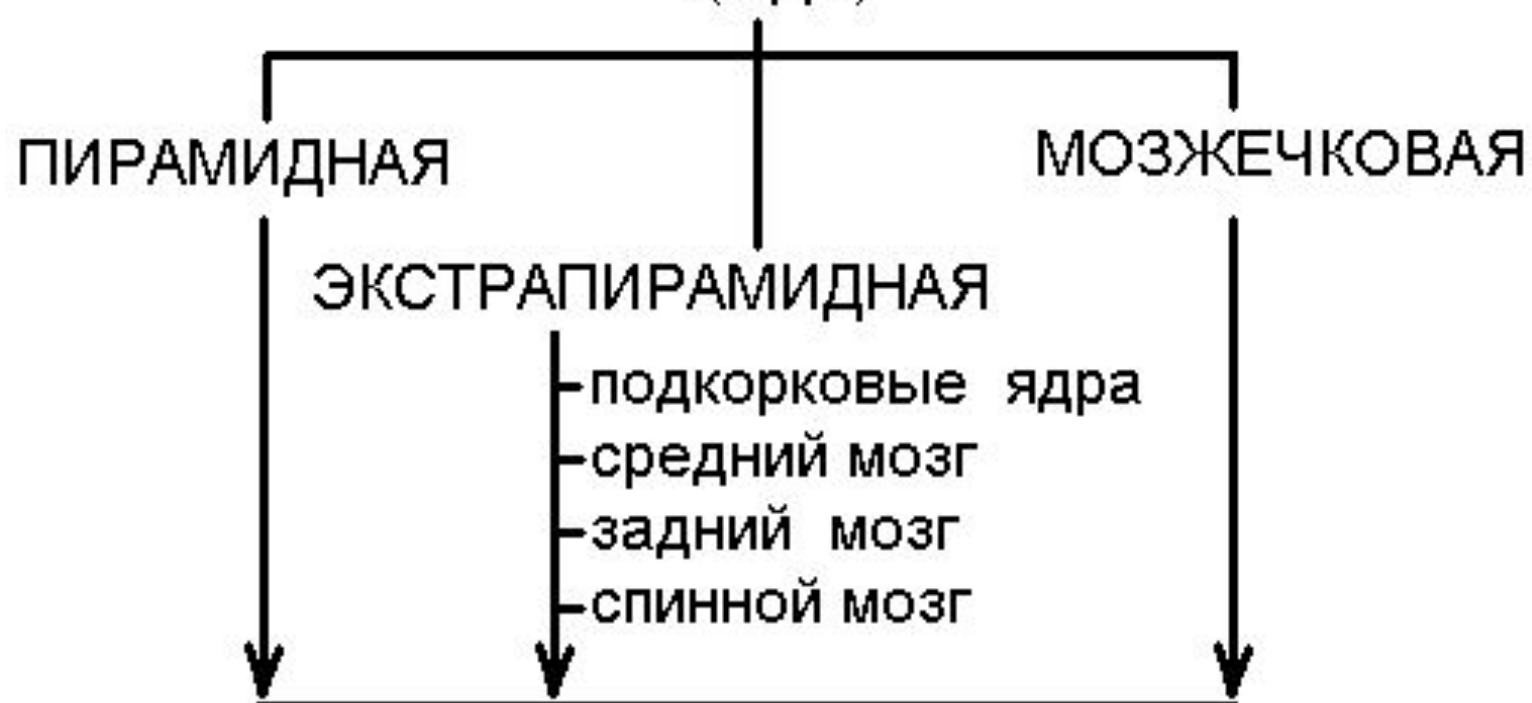 ПИРАМИДНАЯ
МОЗЖЕЧКОВАЯ
ЭКСТРАПИРАМИДНАЯ
подкорковые ядра
средний мозг
задний мозг
спинной мозг